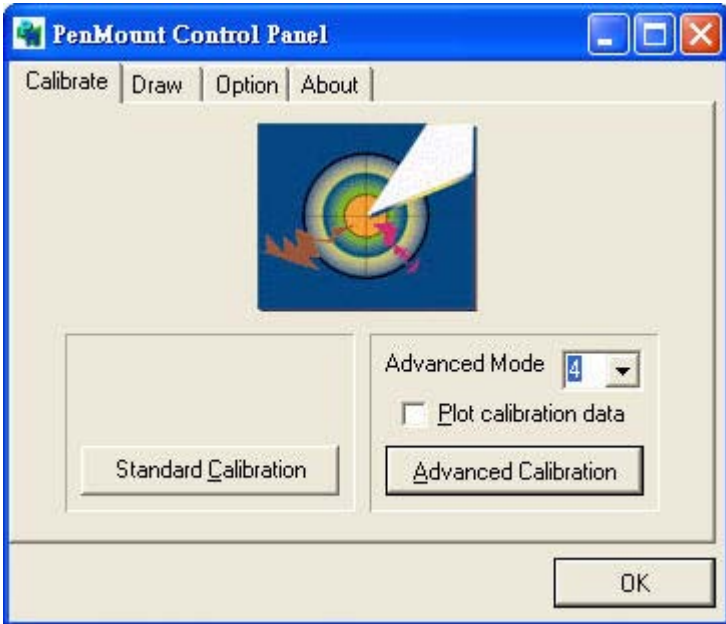 PenMount Control Panel
Calibrate Draw Option About
Advanced Mode 4
Plot calibration data
Standard Calibration Advanced Calibration
OK